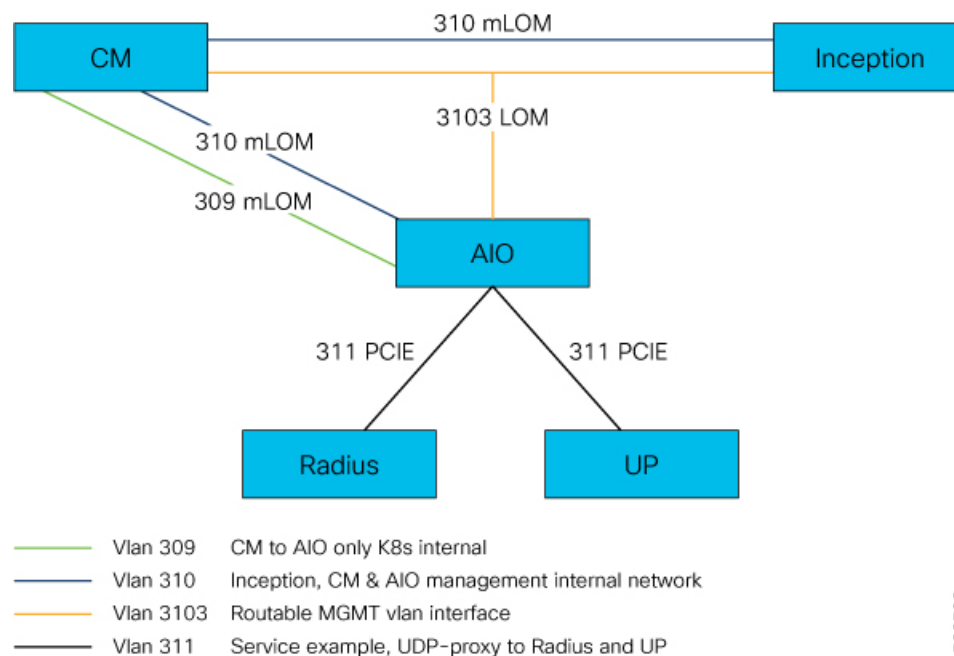 310 mLOM
CM
Inception
3103 LOM
310 mLOM
309 mLOM
AIO
311 PCIE
311 PCIE
Radius
UP
Vlan 309 CM to AIO only K8s internal
Vlan 310 Inception, CM & AIO management internal network
Vlan 3103 Routable MGMT vlan interface
Vlan 311 Service example, UDP-proxy to Radius and UP